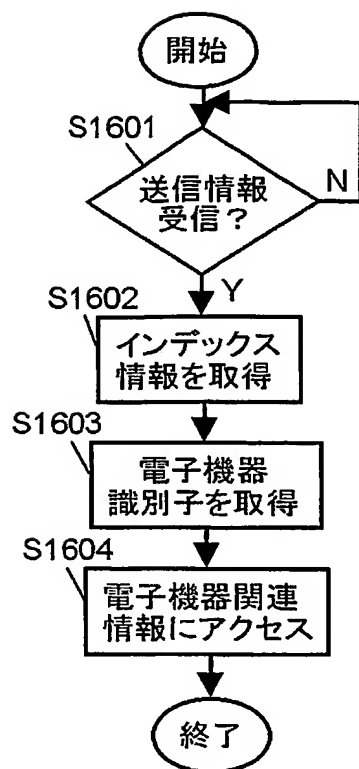 開始
S1601
送信情報
受信？
N
Y
S1602
インデックス
情報を取得
S1603
電子機器
識別子を取得
S1604
電子機器関連
情報にアクセス
終了